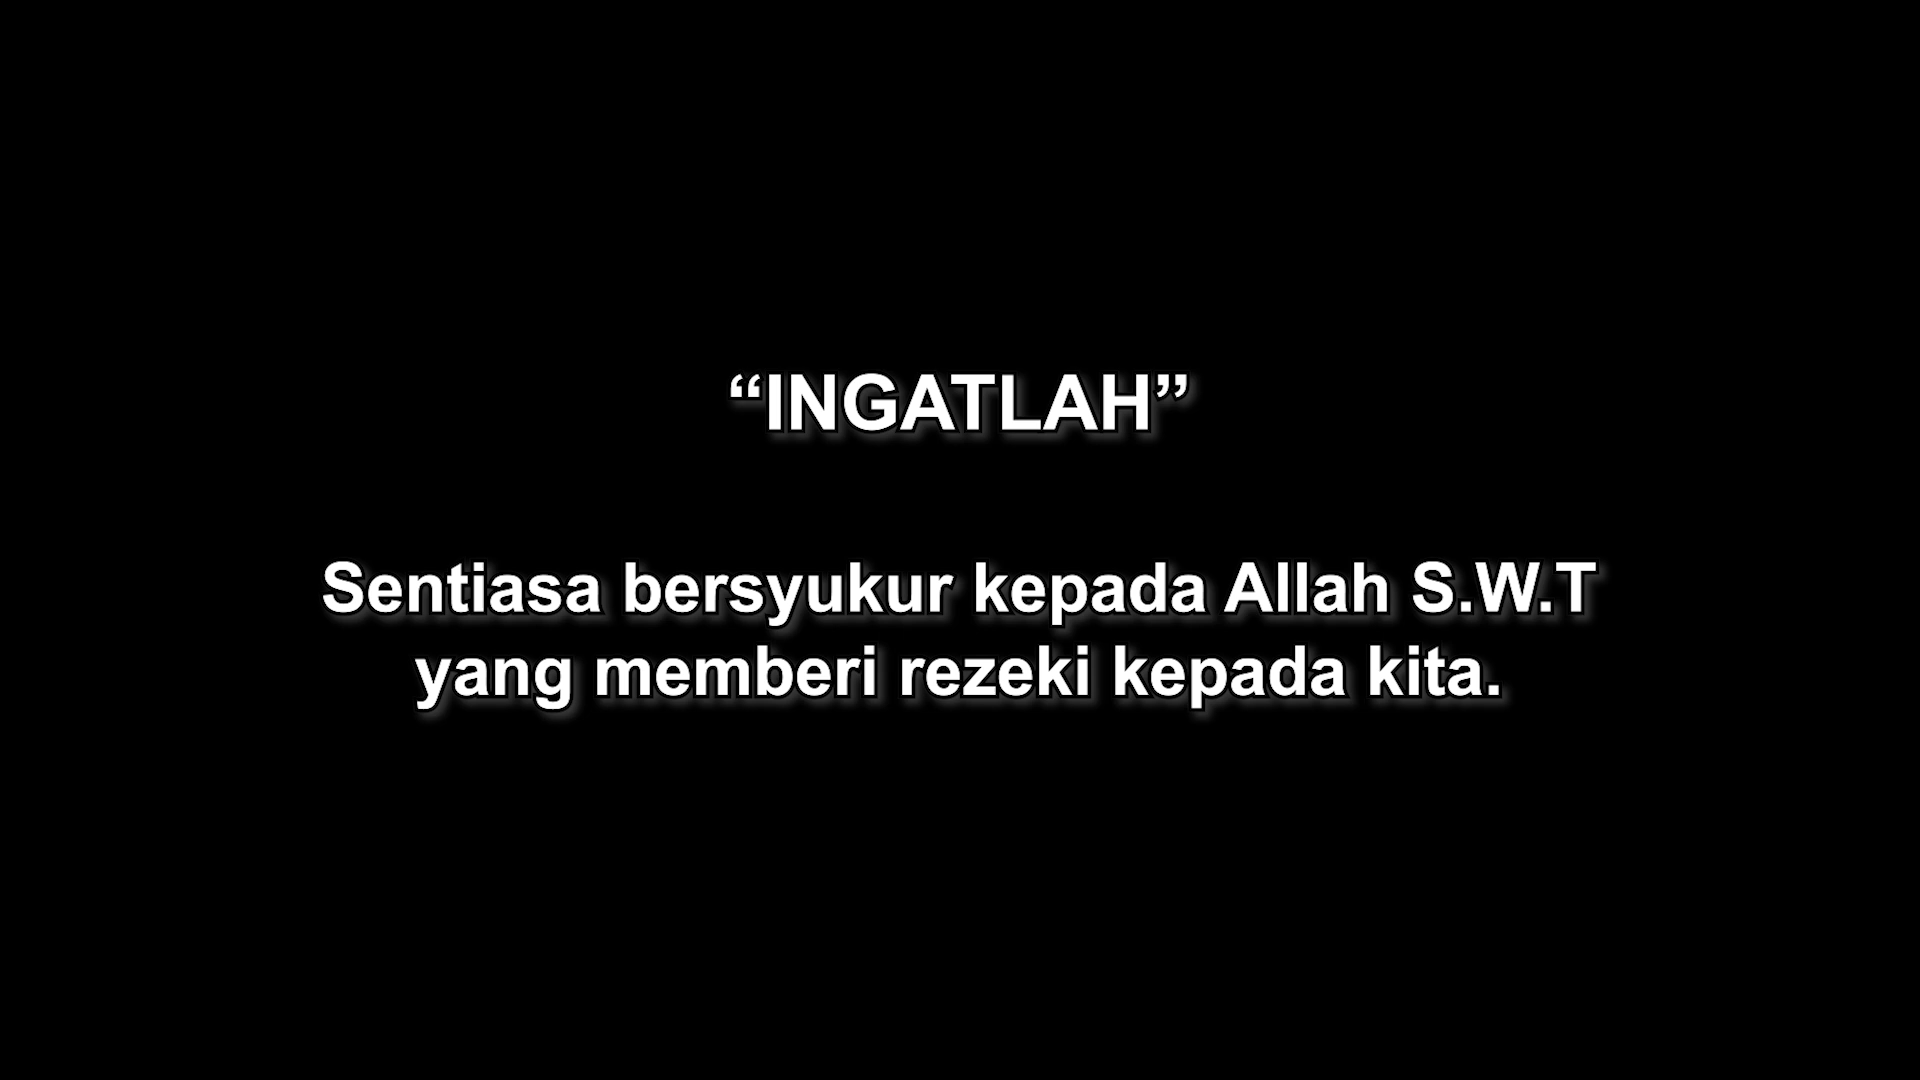 “INGATLAH”
Sentiasa bersyukur kepada Allah S.W.T
yang memberi rezeki kepada kita.